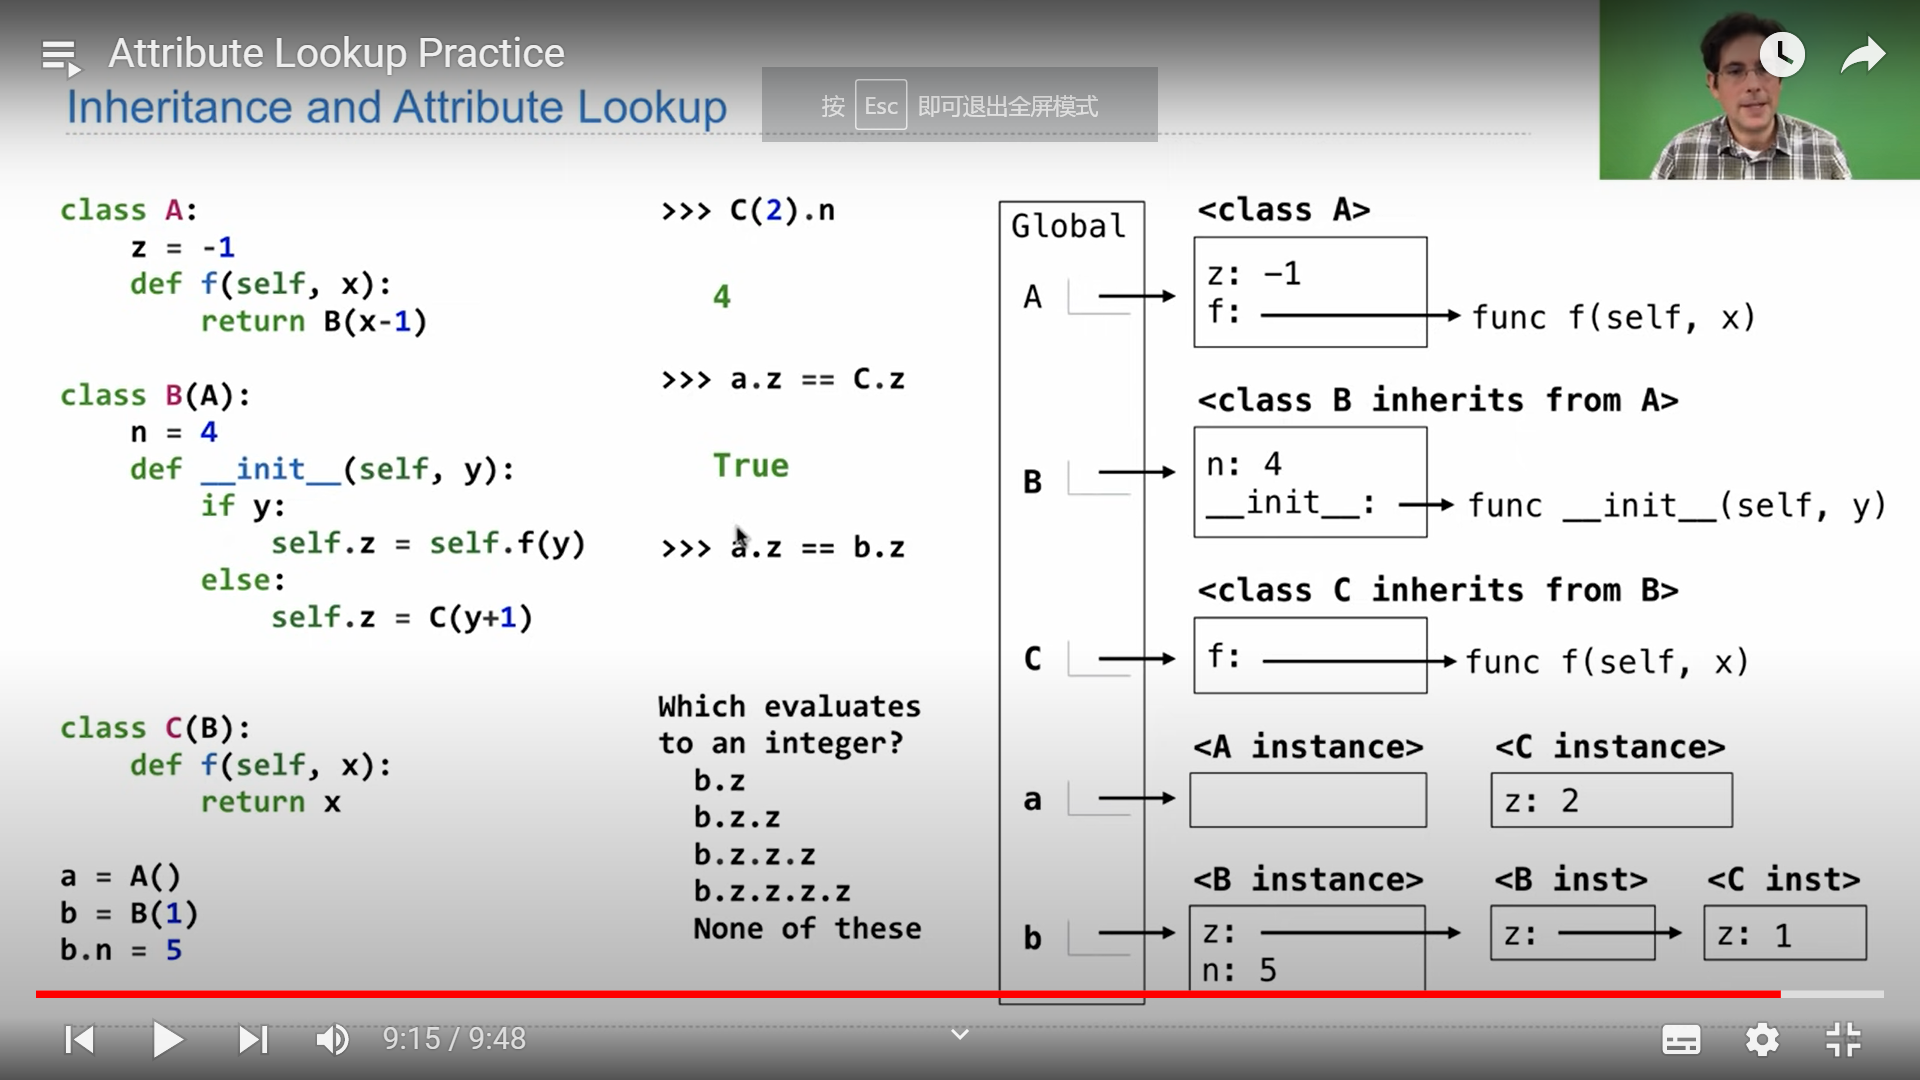 Attribute Lookup Practice
Inheritance and Attribute Lookup
按 Esc 即可退出全屏模式
class A:
z = -1
def f(self, x):
return B(x-1)
class B(A):
n = 4
def __init__(self, y):
if y:
self.z = self.f(y)
else:
self.z = C(y+1)
class C(B):
def f(self, x):
return x
a = A()
b = B(1)
b.n = 5
>>> C(2).n
4
>>> a.z == C.z
True
>>> a.z == b.z
Which evaluates
to an integer?
b.z
b.z.z
b.z.z.z
b.z.z.z.z
None of these
Global
A
B
C
a
b
<class A>
z: −1
f:
func f(self, x)
<class B inherits from A>
n: 4
__init__:
func __init__(self, y)
<class C inherits from B>
f:
func f(self, x)
<A instance>
<C instance>
z: 2
<B instance>
<B inst>
<C inst>
z:
n: 5
z:
z: 1
9:15 / 9:48